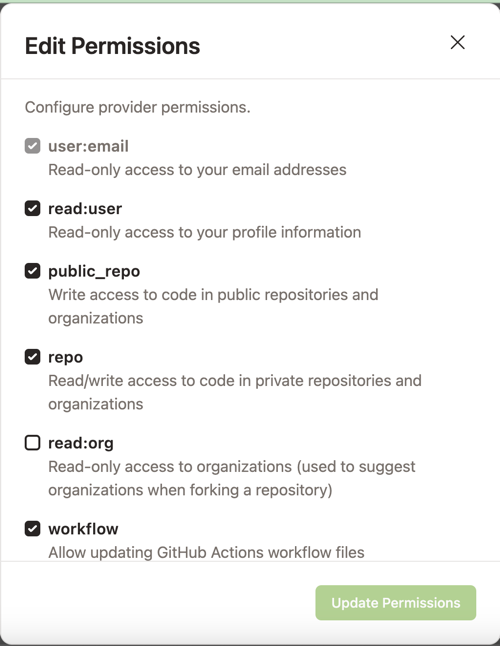 Edit Permissions
Configure provider permissions.
user:email
Read-only access to your email addresses
read:user
Read-only access to your profile information
public_repo
Write access to code in public repositories and
organizations
repo
Read/write access to code in private repositories and
organizations
read:org
Read-only access to organizations (used to suggest
organizations when forking a repository)
workflow
Allow updating GitHub Actions workflow files
Update Permissions